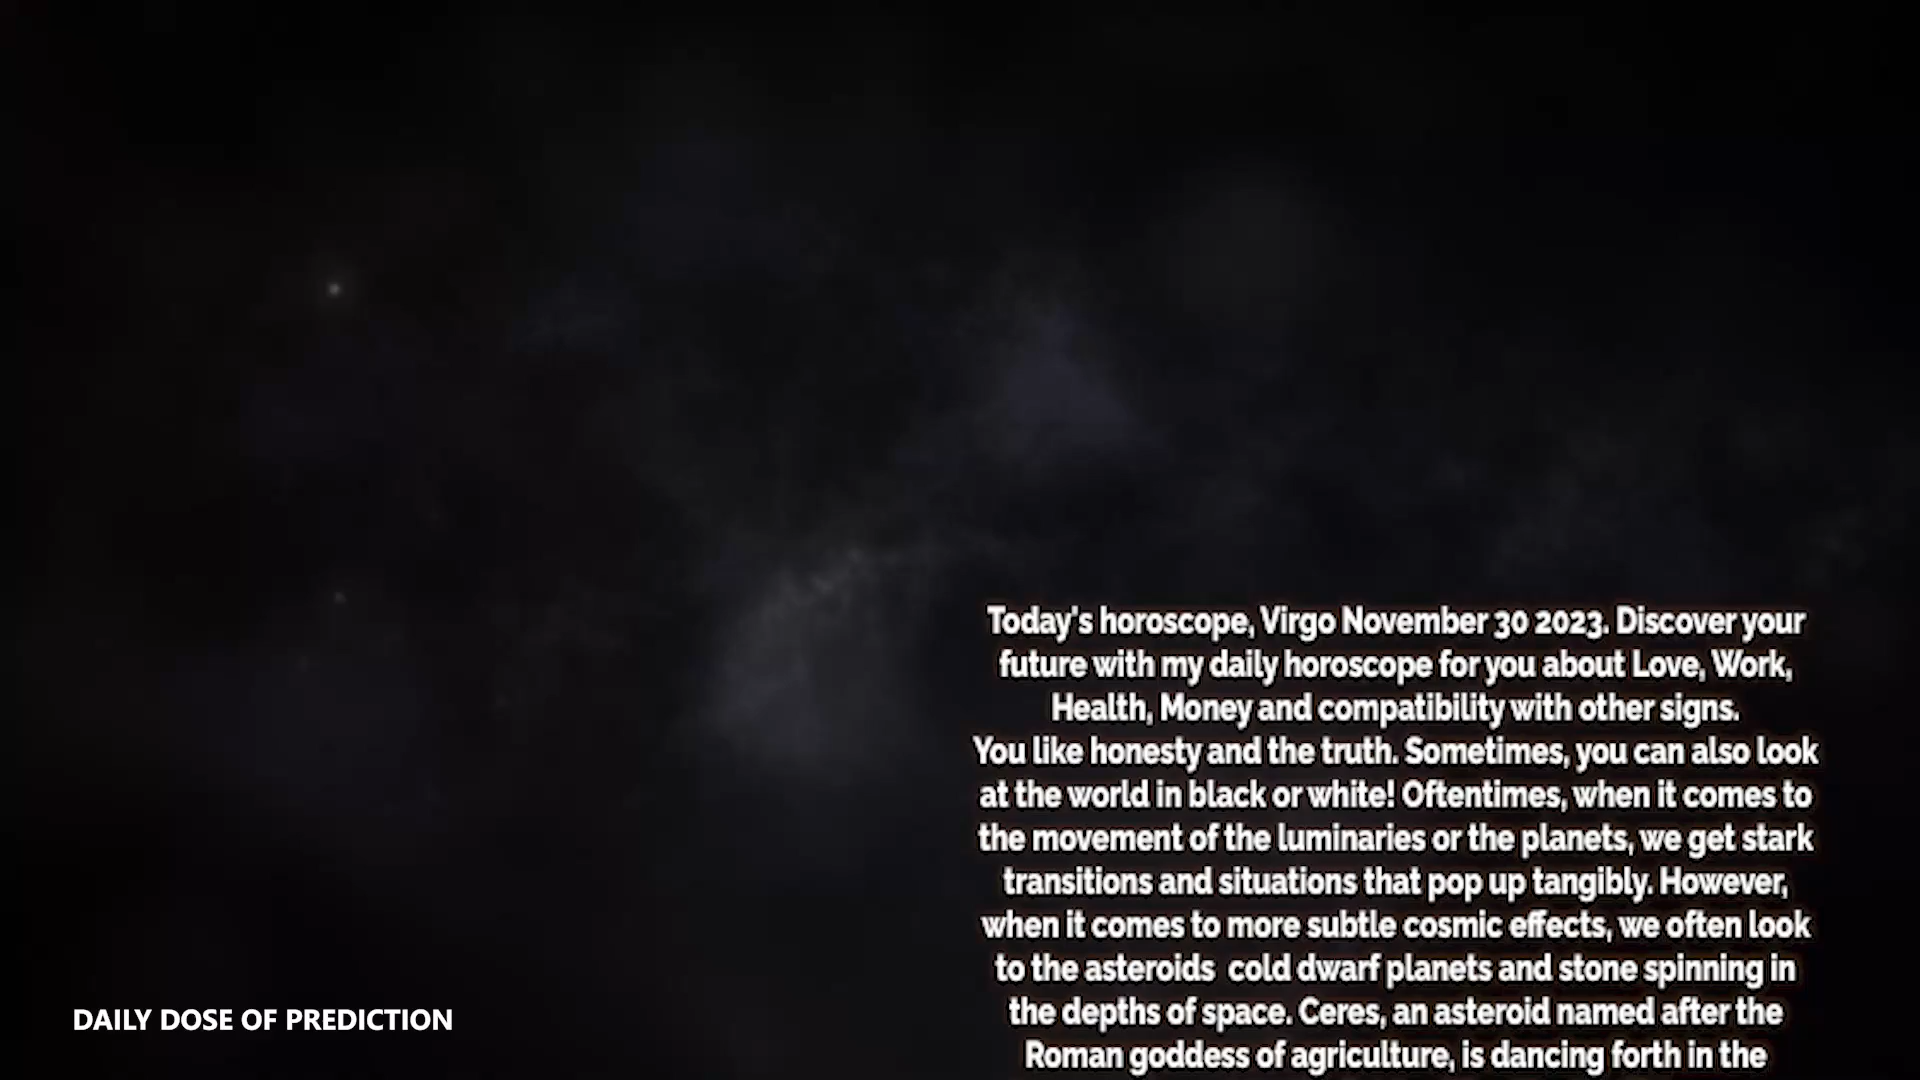 Today's horoscope, Virgo November 30 2023. Discover your
future with my daily horoscope for you about Love, Work,
Health, Money and compatibility with other signs.
You like honesty and the truth. Sometimes, you can also look
at the world in black or white! Oftentimes, when it comes to
the movement of the luminaries or the planets, we get stark
transitions and situations that pop up tangibly. However,
when it comes to more subtle cosmic effects, we often look
to the asteroids  cold dwarf planets and stone spinning in
the depths of space. Ceres, an asteroid named after the
Roman goddess of agriculture, is dancing forth in the
DAILY DOSE OF PREDICTION